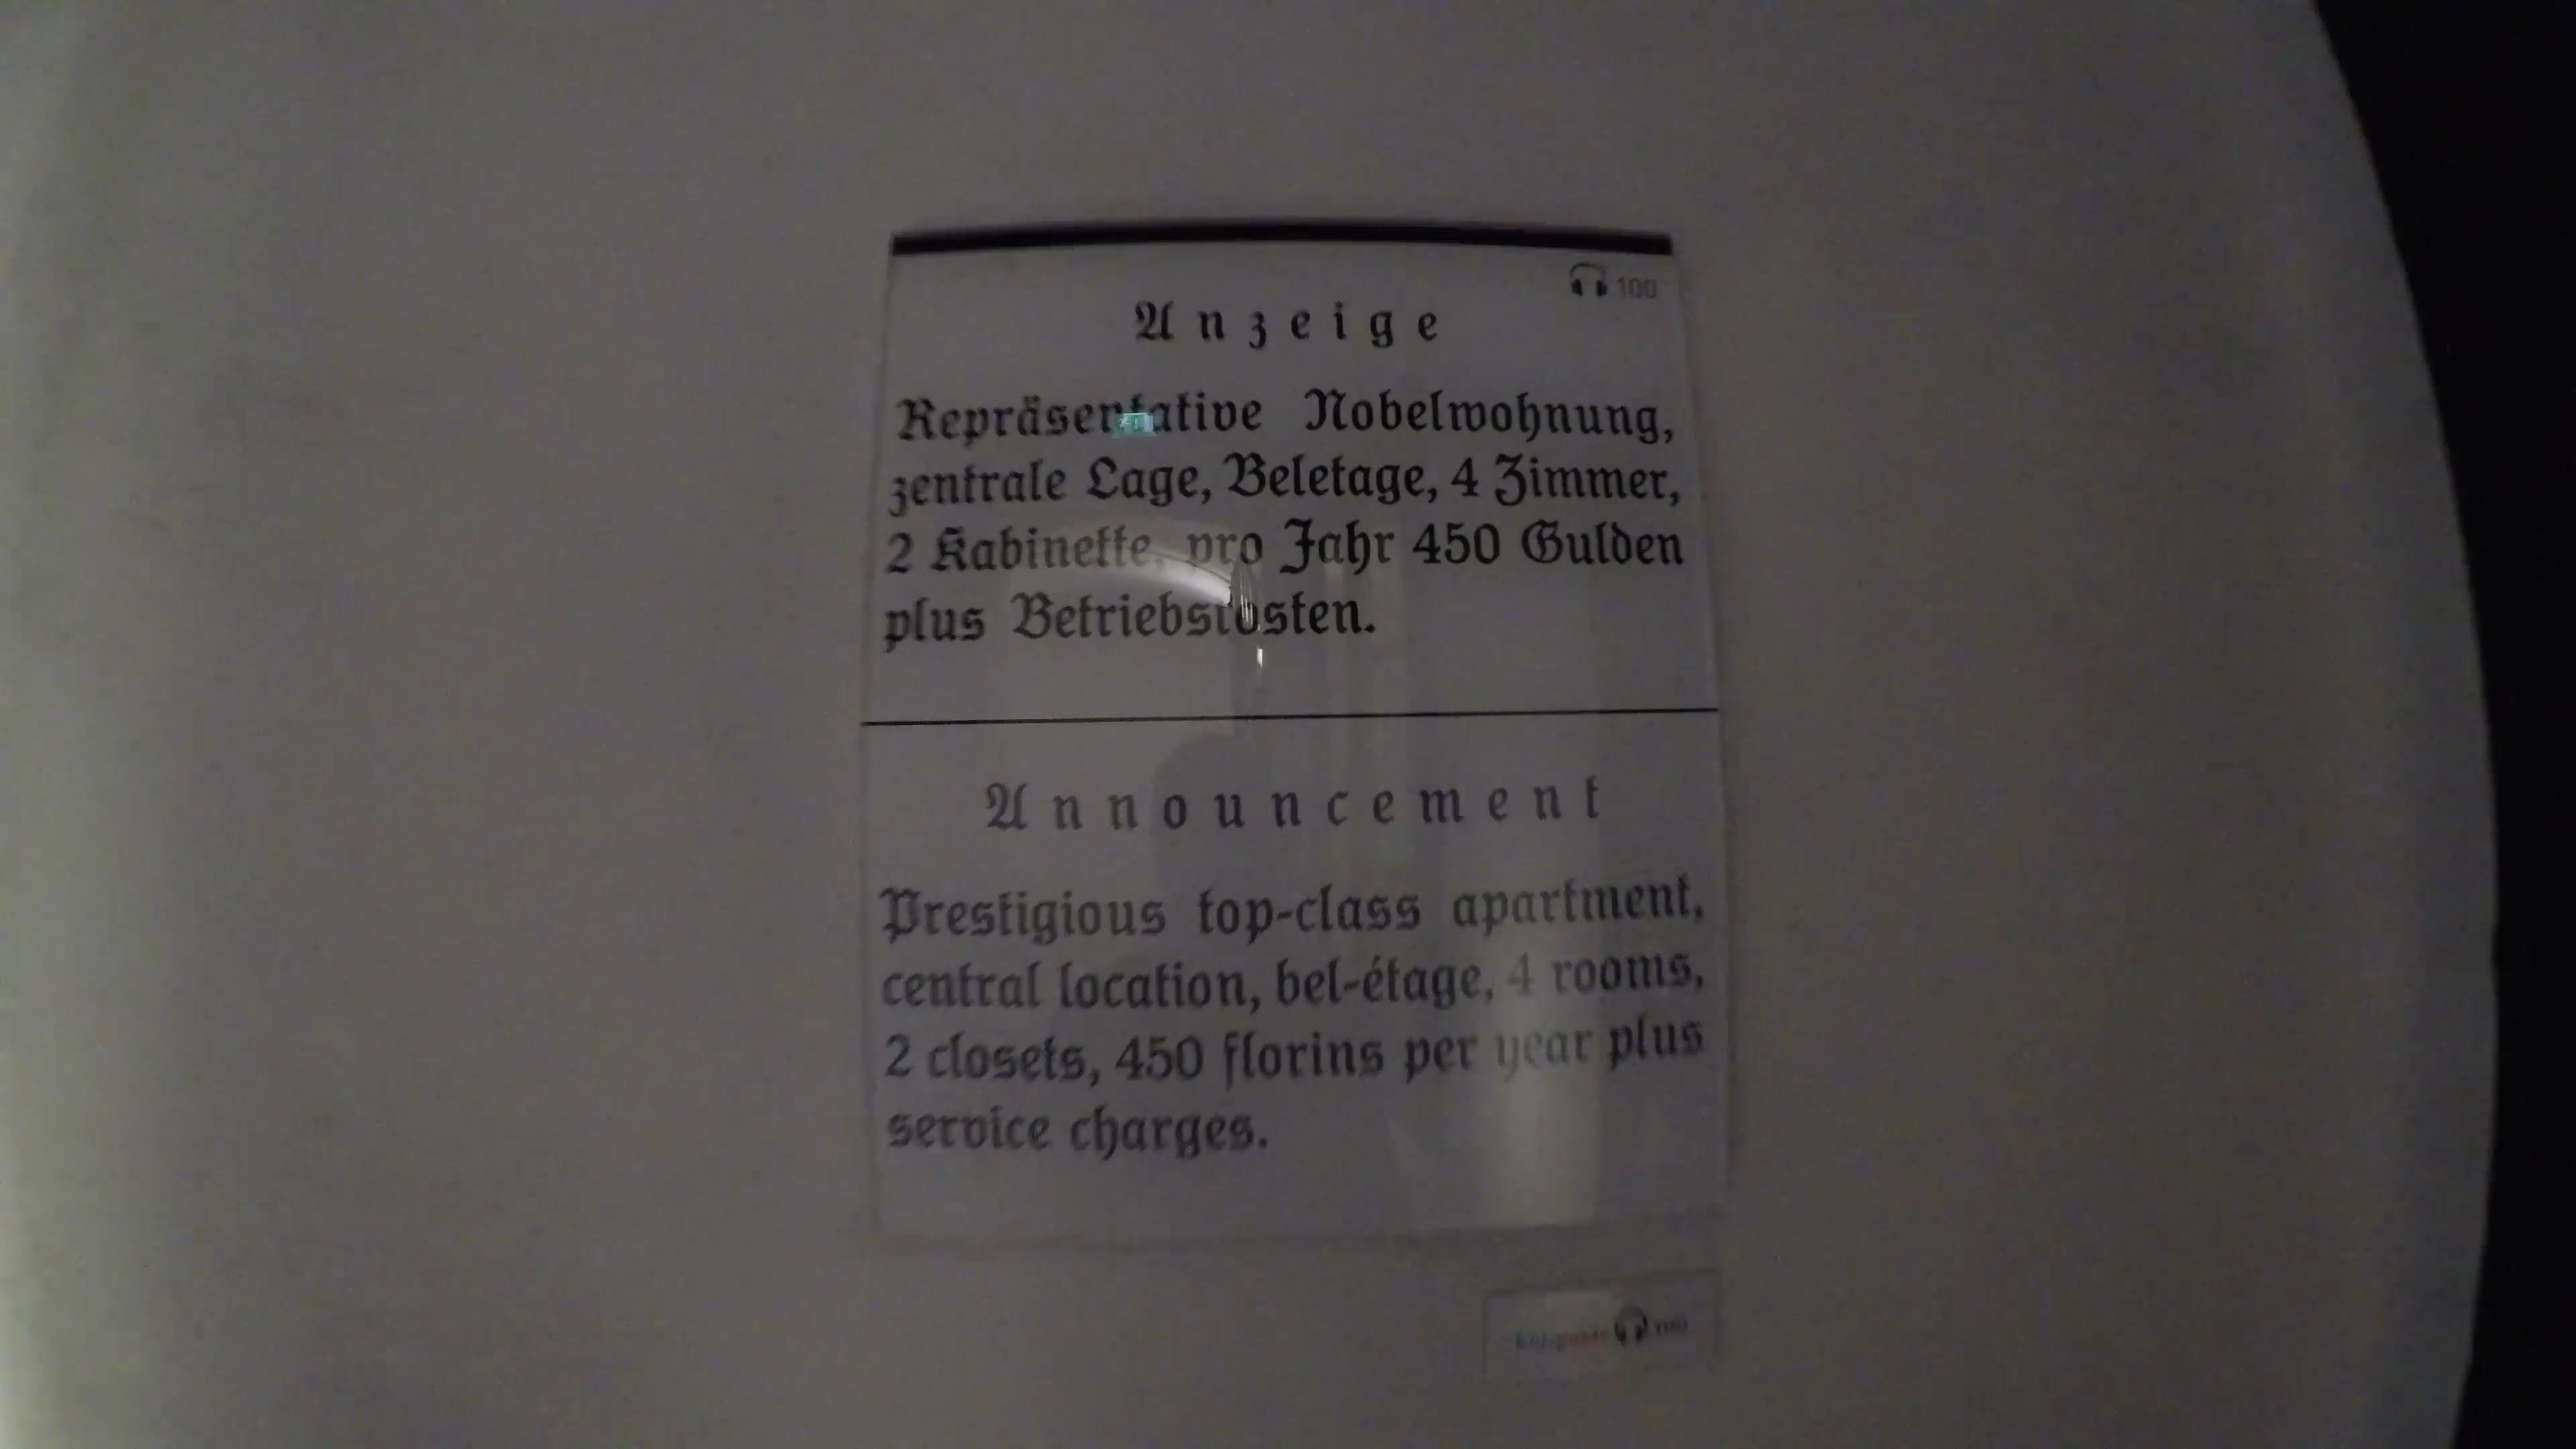 100
Anzeige
Repräsentative Nobelwohnung,
zentrale Lage, Beletage, 4 Zimmer,
2 Kabinette, pro Jahr 450 Gulden
plus Betriebskosten.
Announcement
Prestigious top-class apartment,
central location, bel-étage, 4 rooms,
2 closets, 450 florins per year plus
service charges.